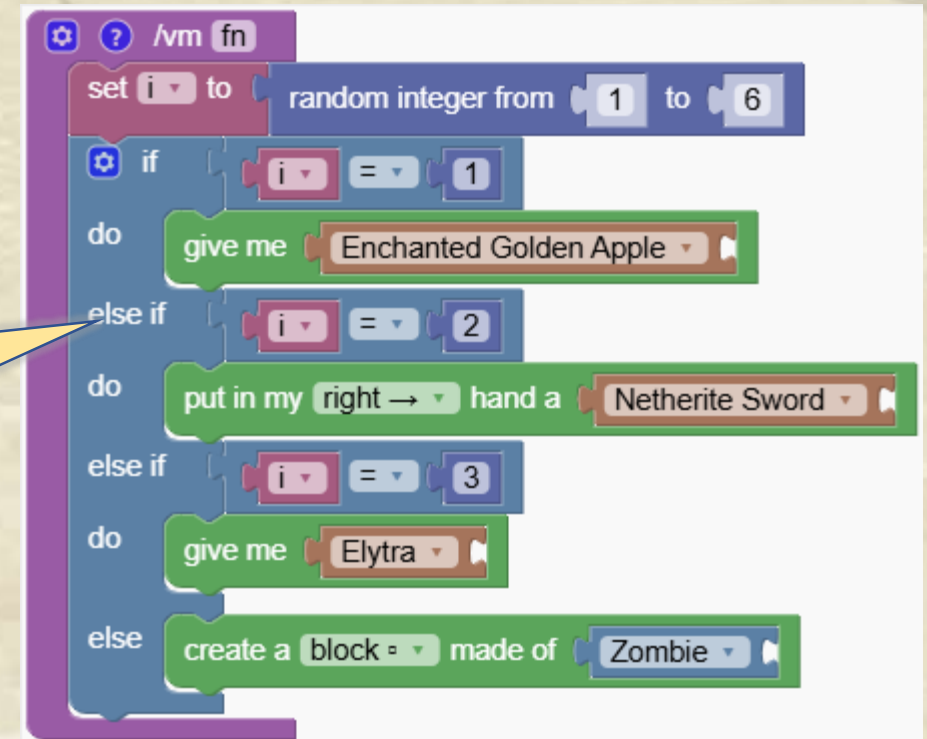 ? /vm fn
set i to random integer from 1 to 6
if i = 1
do give me Enchanted Golden Apple
else if i = 2
do put in my right → hand a Netherite Sword
else if i = 3
do give me Elytra
else create a block ▫ made of Zombie